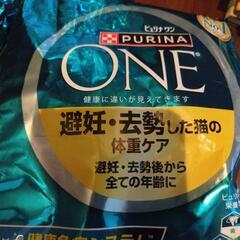 ピュリナ ワン
PURINA
ONE®
健康に違いが見えてきます
避妊・去勢した猫の
体重ケア
避妊・去勢後から
全ての年齢に